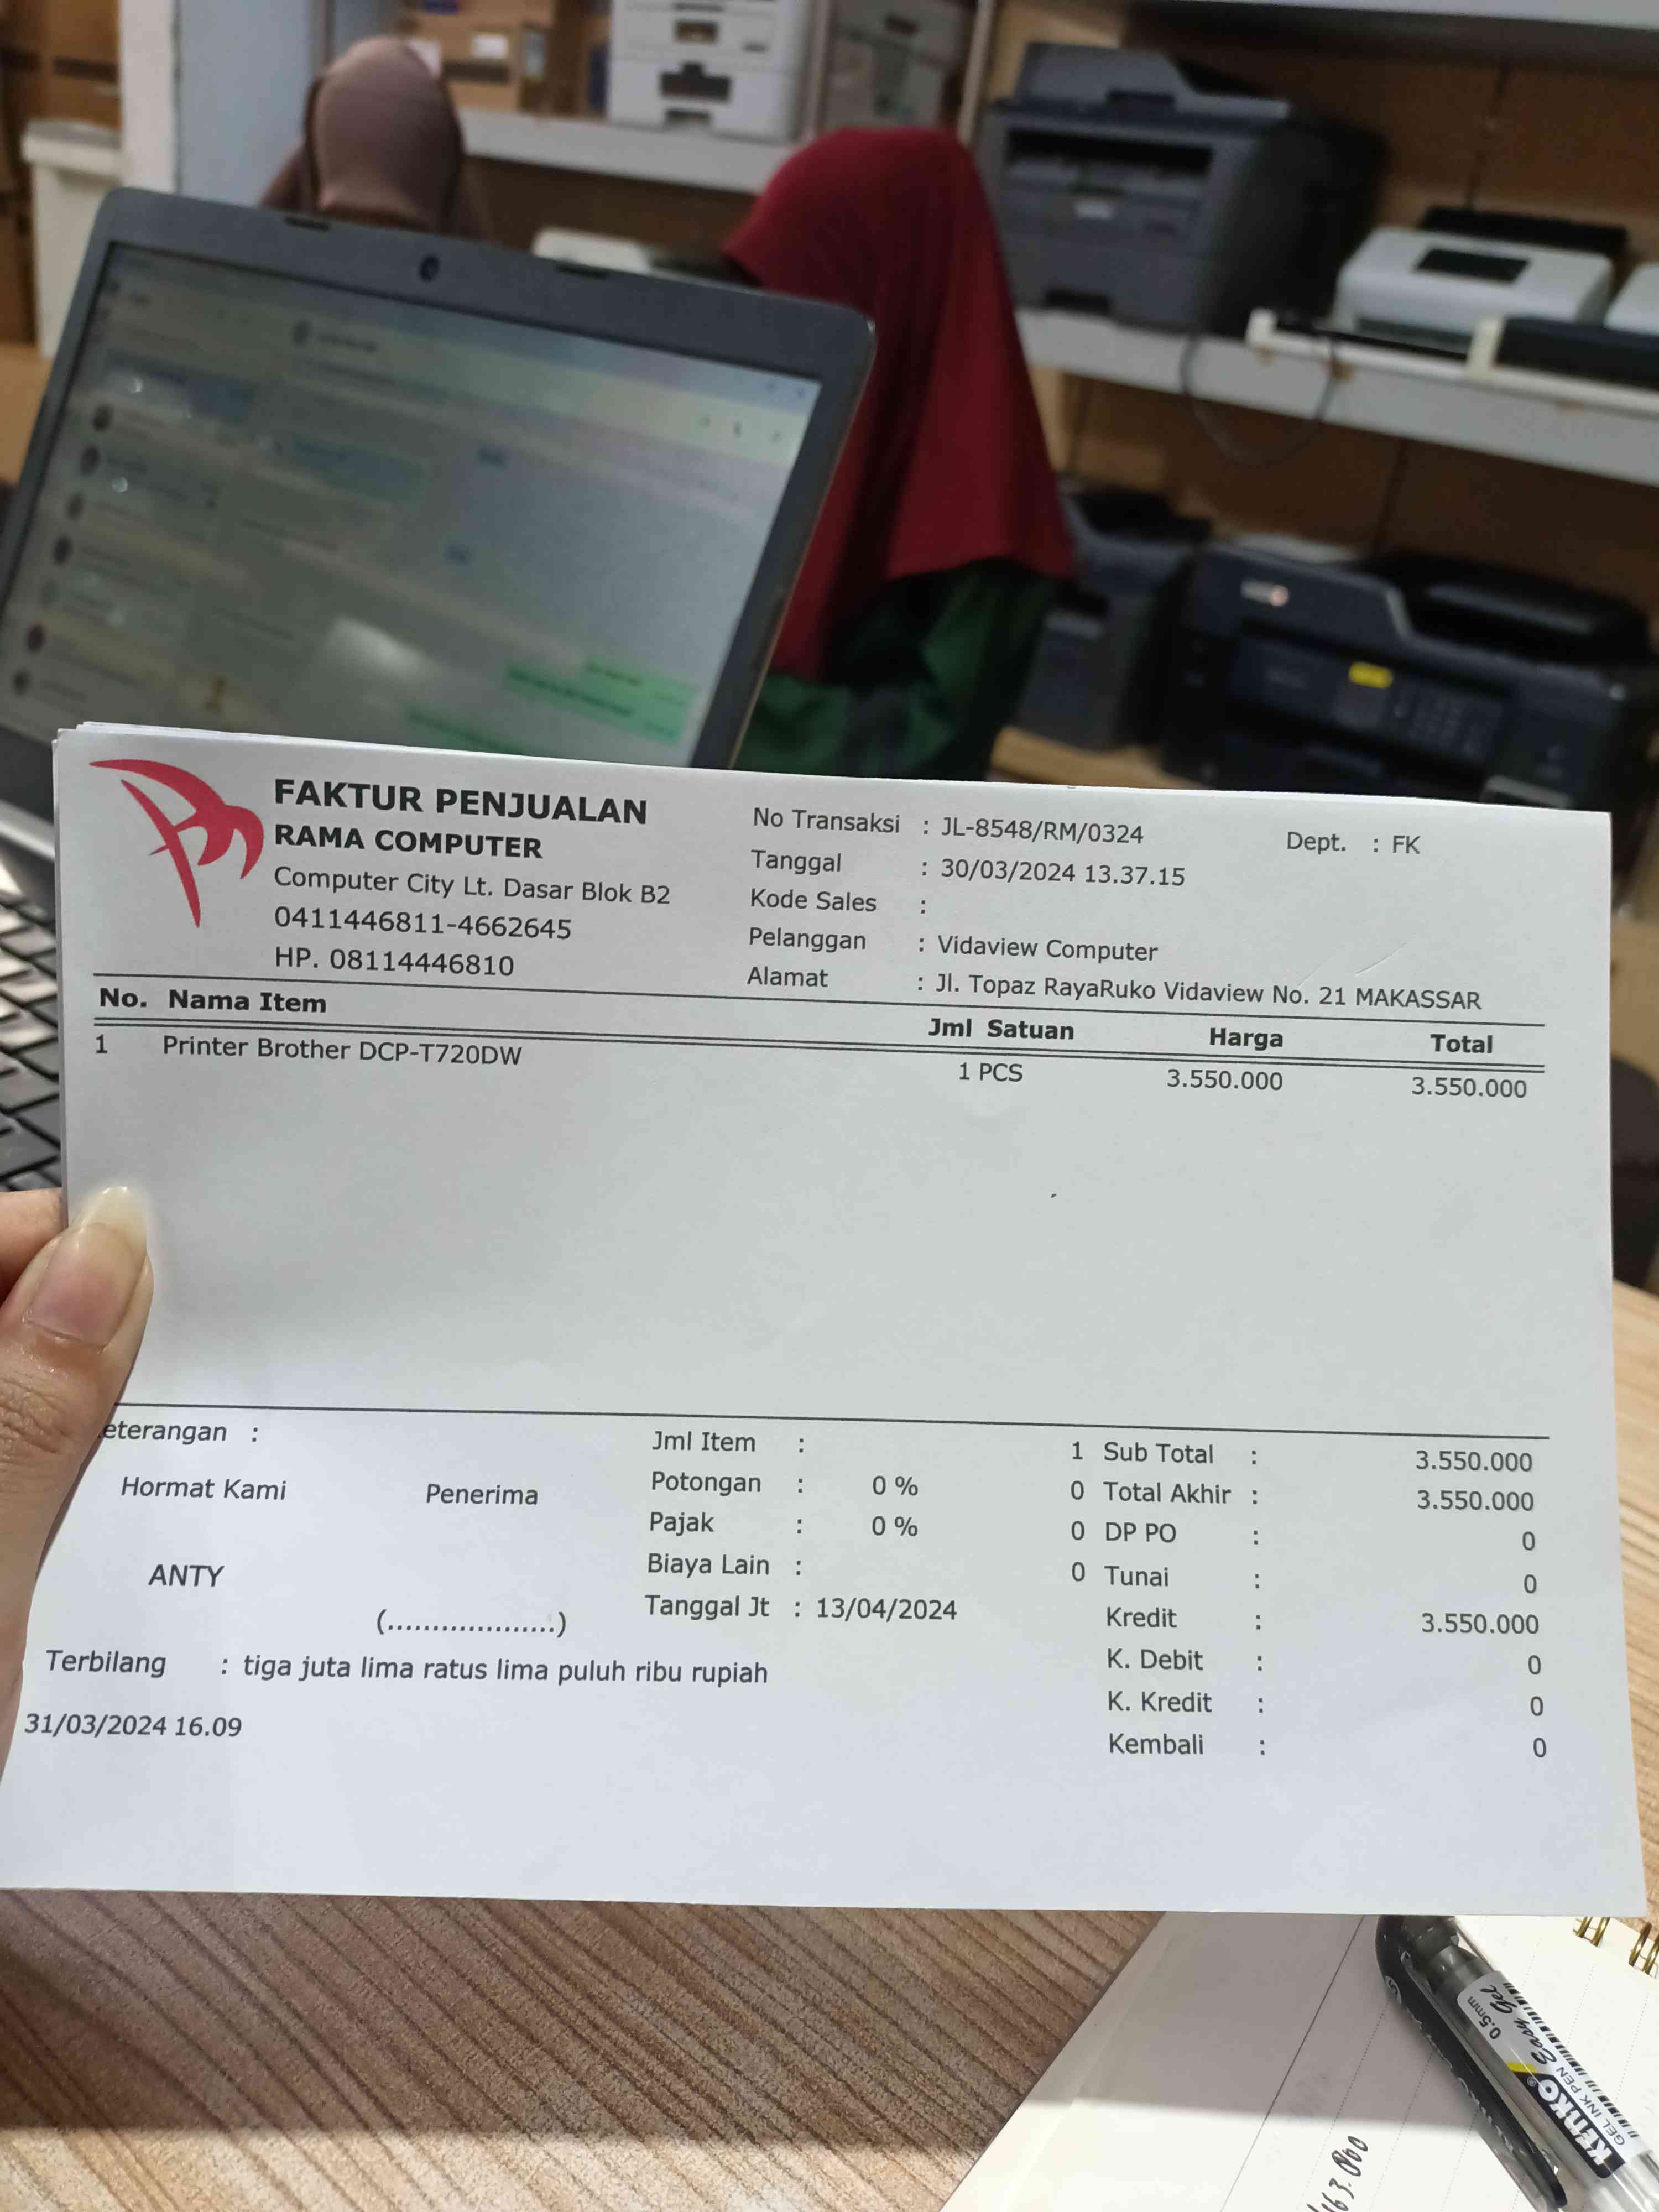 FAKTUR PENJUALAN
RAMA COMPUTER
Computer City Lt. Dasar Blok B2
0411446811-4662645
HP. 08114446810
No Transaksi : JL-8548/RM/0324 Dept. : FK
Tanggal : 30/03/2024 13.37.15
Kode Sales :
Pelanggan : Vidaview Computer
Alamat : Jl. Topaz RayaRuko Vidaview No. 21 MAKASSAR
No. Nama Item Jml Satuan Harga Total
1 Printer Brother DCP-T720DW 1 PCS 3.550.000 3.550.000
eterangan :
Hormat Kami Penerima
ANTY
(...................)
Jml Item : 1
Potongan : 0 % 0
Pajak : 0 % 0
Biaya Lain : 0
Tanggal Jt : 13/04/2024
Sub Total : 3.550.000
Total Akhir : 3.550.000
DP PO : 0
Tunai : 0
Kredit : 3.550.000
K. Debit : 0
K. Kredit : 0
Kembali : 0
Terbilang : tiga juta lima ratus lima puluh ribu rupiah
31/03/2024 16.09
0.5mm
Easy Gel
KENKO
GEL INK PEN
63.000